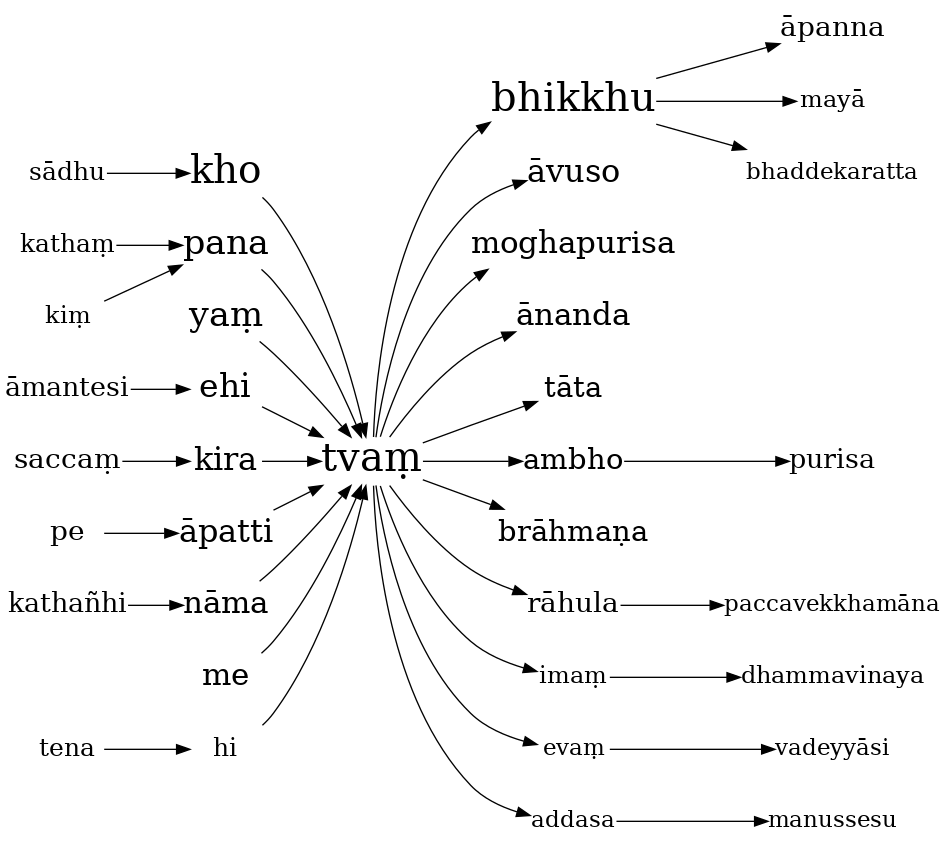 āpanna
bhikkhu
mayā
sādhu
kho
āvuso
bhaddekaratta
kathaṃ
pana
moghapurisa
kiṃ
yaṃ
ānanda
āmantesi
ehi
tāta
saccaṃ
kira
tvaṃ
ambho
purisa
pe
āpatti
brāhmaṇa
kathañhi
nāma
rāhula
paccavekkhamāna
me
imaṃ
dhammavinaya
tena
hi
evaṃ
vadeyyāsi
addasa
manussesu